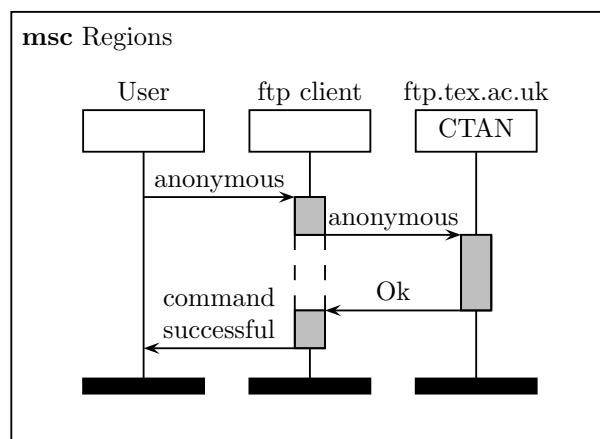 msc Regions
User
ftp client
ftp.tex.ac.uk
CTAN
anonymous
anonymous
Ok
command
successful